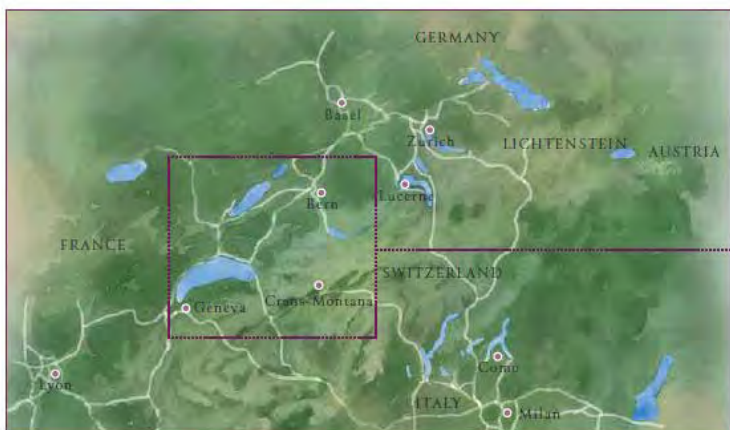 GERMANY
Basel
Zurich
LICHTENSTEIN
AUSTRIA
Lucerne
Bern
FRANCE
SWITZERLAND
Crans-Montana
Geneva
Como
Lyon
ITALY
Milan